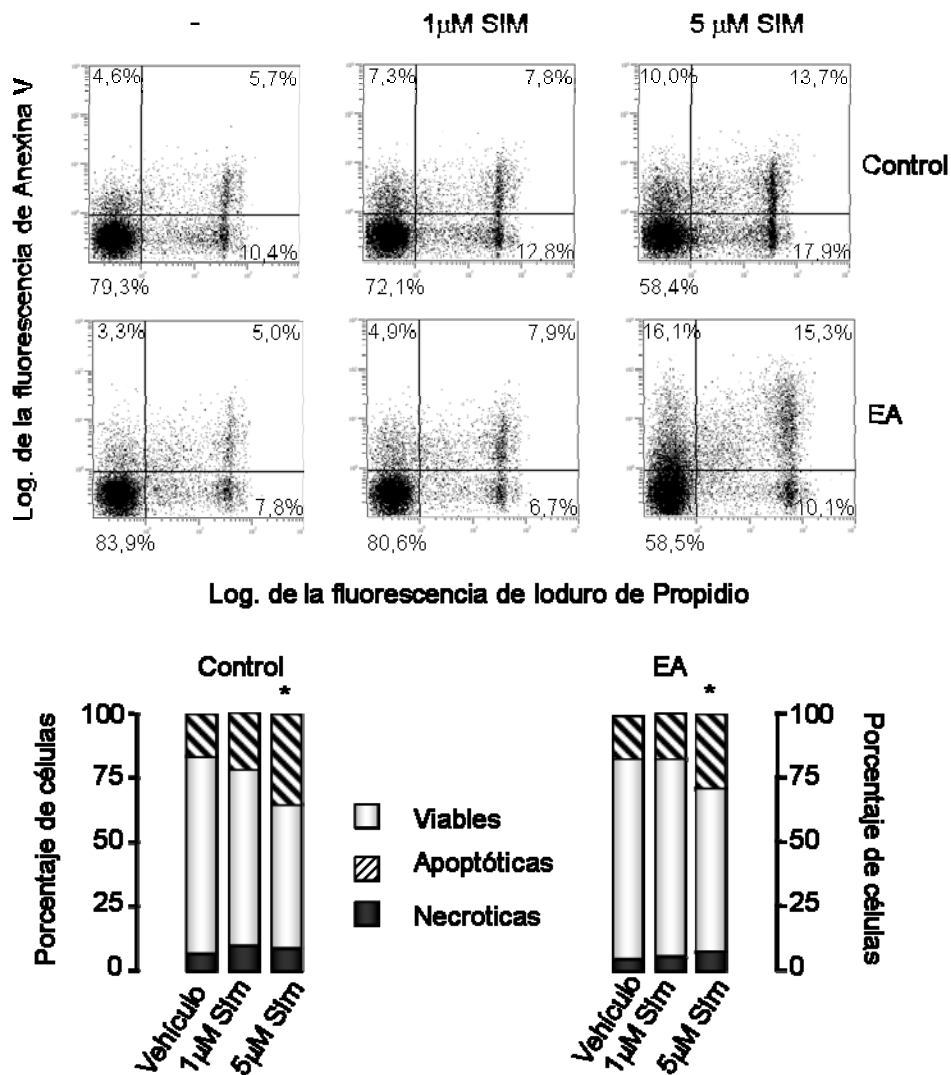 - 1µM SIM 5 µM SIM
Log. de la fluorescencia de Anexina V
4,6% 5,7% 7,3% 7,8% 10,0% 13,7%
Control
10,4% 12,8% 17,9%
79,3% 72,1% 58,4%
3,3% 5,0% 4,9% 7,9% 16,1% 15,3%
EA
7,8% 6,7% 10,1%
83,9% 80,6% 58,5%
Log. de la fluorescencia de Ioduro de Propidio
Control EA
* *
Porcentaje de células
100
75
50
25
0
Vehículo
1µM Sim
5µM Sim
Viables
Apoptóticas
Necroticas
Vehículo
1µM Sim
5µM Sim
100
75
50
25
0
Porcentaje de células